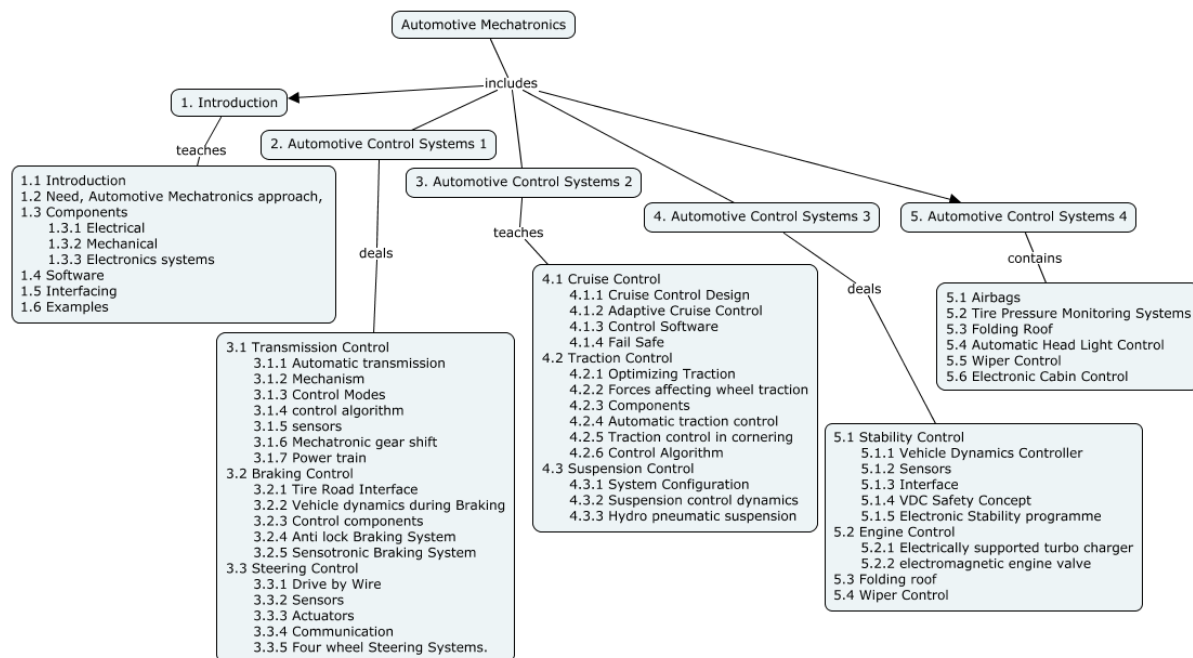 Automotive Mechatronics
includes
1. Introduction
teaches
1.1 Introduction
1.2 Need, Automotive Mechatronics approach,
1.3 Components
1.3.1 Electrical
1.3.2 Mechanical
1.3.3 Electronics systems
1.4 Software
1.5 Interfacing
1.6 Examples
2. Automotive Control Systems 1
deals
3.1 Transmission Control
3.1.1 Automatic transmission
3.1.2 Mechanism
3.1.3 Control Modes
3.1.4 control algorithm
3.1.5 sensors
3.1.6 Mechatronic gear shift
3.1.7 Power train
3.2 Braking Control
3.2.1 Tire Road Interface
3.2.2 Vehicle dynamics during Braking
3.2.3 Control components
3.2.4 Anti lock Braking System
3.2.5 Sensotronic Braking System
3.3 Steering Control
3.3.1 Drive by Wire
3.3.2 Sensors
3.3.3 Actuators
3.3.4 Communication
3.3.5 Four wheel Steering Systems.
3. Automotive Control Systems 2
teaches
4.1 Cruise Control
4.1.1 Cruise Control Design
4.1.2 Adaptive Cruise Control
4.1.3 Control Software
4.1.4 Fail Safe
4.2 Traction Control
4.2.1 Optimizing Traction
4.2.2 Forces affecting wheel traction
4.2.3 Components
4.2.4 Automatic traction control
4.2.5 Traction control in cornering
4.2.6 Control Algorithm
4.3 Suspension Control
4.3.1 System Configuration
4.3.2 Suspension control dynamics
4.3.3 Hydro pneumatic suspension
4. Automotive Control Systems 3
deals
5.1 Stability Control
5.1.1 Vehicle Dynamics Controller
5.1.2 Sensors
5.1.3 Interface
5.1.4 VDC Safety Concept
5.1.5 Electronic Stability programme
5.2 Engine Control
5.2.1 Electrically supported turbo charger
5.2.2 electromagnetic engine valve
5.3 Folding roof
5.4 Wiper Control
5. Automotive Control Systems 4
contains
5.1 Airbags
5.2 Tire Pressure Monitoring Systems
5.3 Folding Roof
5.4 Automatic Head Light Control
5.5 Wiper Control
5.6 Electronic Cabin Control